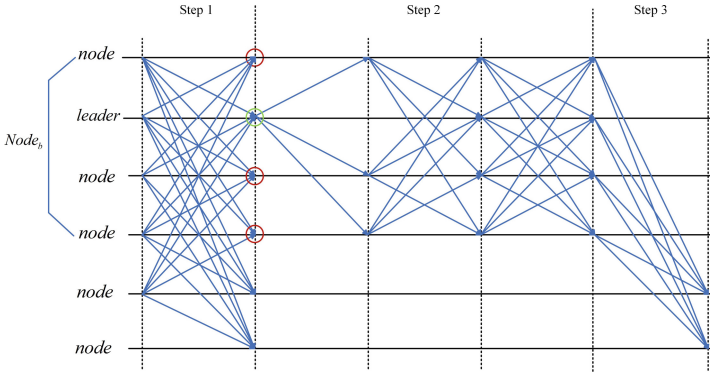 Step 1
Step 2
Step 3
node
leader
Node_b
node
node
node
node